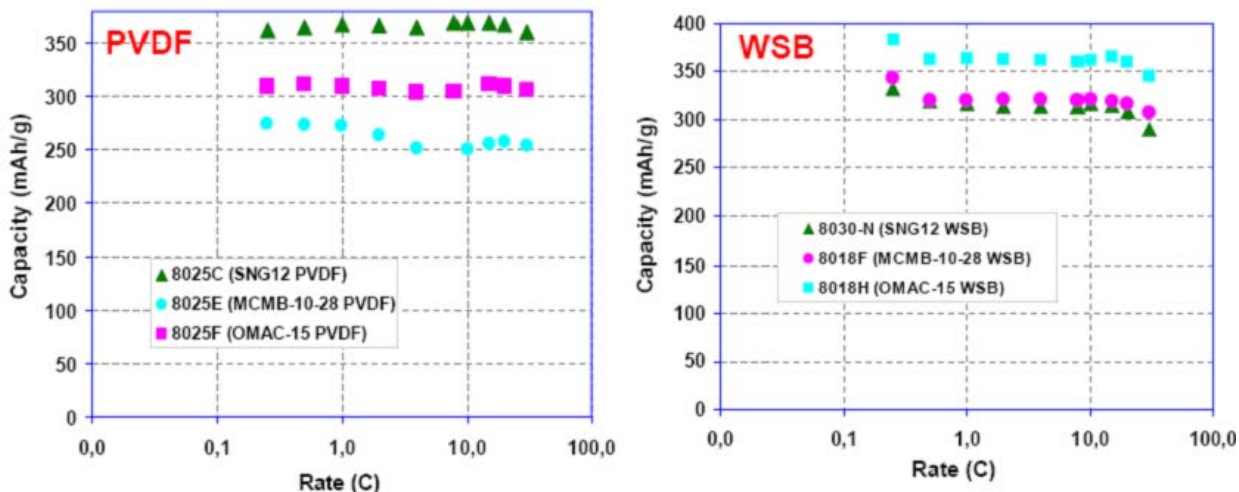 PVDF
Capacity (mAh/g)
350
300
250
200
150
100
50
0
8025C (SNG12 PVDF)
8025E (MCMB-10-28 PVDF)
8025F (OMAC-15 PVDF)
0,0 0,1 1,0 10,0 100,0
Rate (C)
WSB
Capacity (mAh/g)
400
350
300
250
200
150
100
50
0
8030-N (SNG12 WSB)
8018F (MCMB-10-28 WSB)
8018H (OMAC-15 WSB)
0,0 0,1 1,0 10,0 100,0
Rate (C)